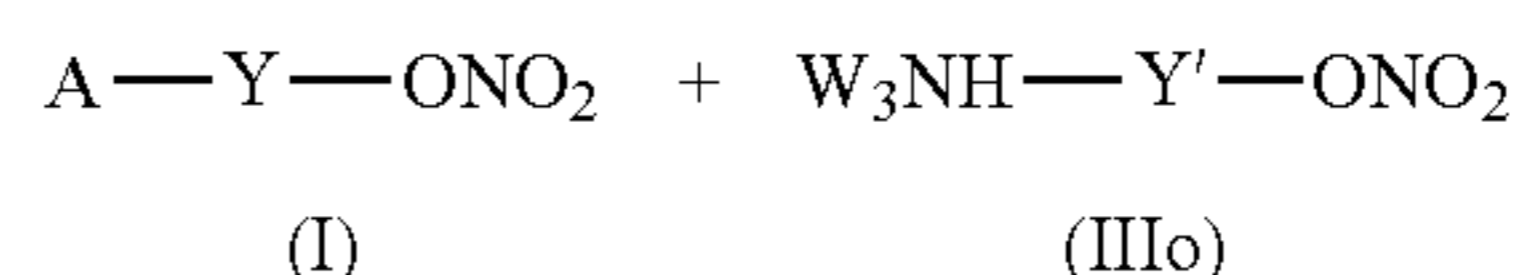 A—Y—ONO₂ + W₃NH—Y′—ONO₂
(I) (IIIo)